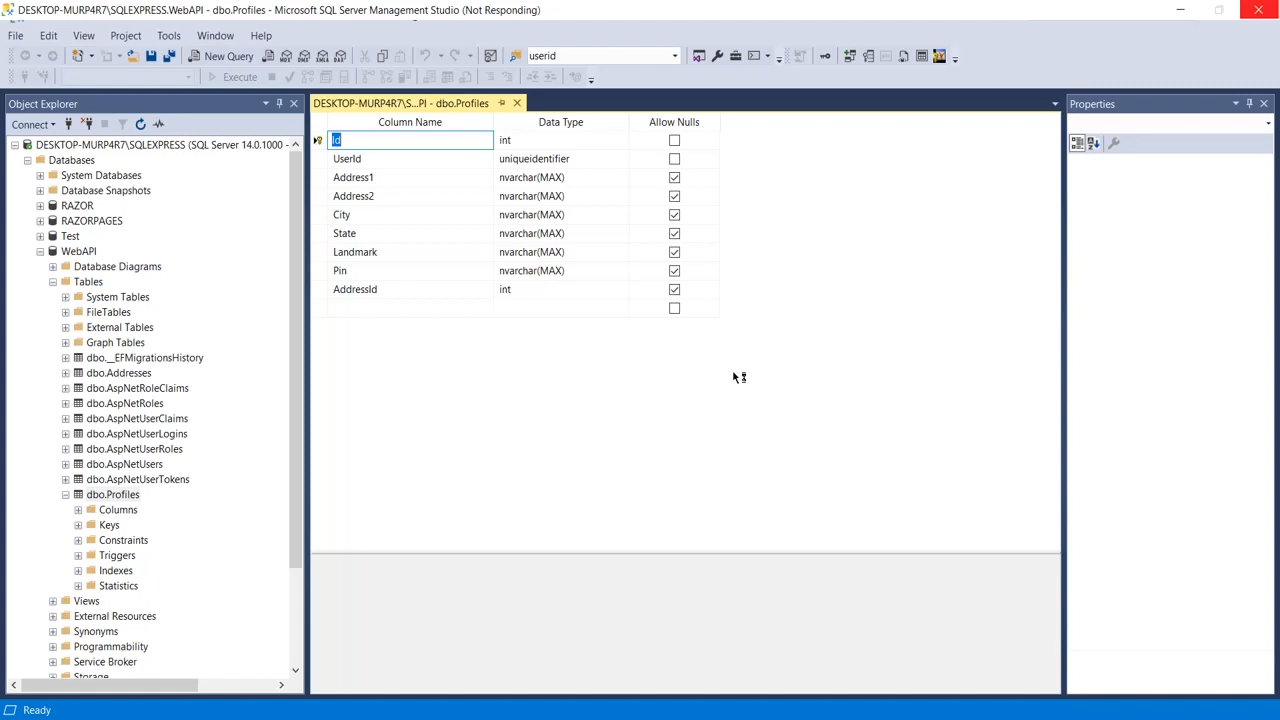 DESKTOP-MURP4R7\SQLEXPRESS.WebAPI - dbo.Profiles - Microsoft SQL Server Management Studio (Not Responding)
File Edit View Project Tools Window Help
New Query MDX DMX XMLA DAX userid
Execute
Object Explorer
Connect
DESKTOP-MURP4R7\SQLEXPRESS (SQL Server 14.0.1000 -
Databases
System Databases
Database Snapshots
RAZOR
RAZORPAGES
Test
WebAPI
Database Diagrams
Tables
System Tables
FileTables
External Tables
Graph Tables
dbo.__EFMigrationsHistory
dbo.Addresses
dbo.AspNetRoleClaims
dbo.AspNetRoles
dbo.AspNetUserClaims
dbo.AspNetUserLogins
dbo.AspNetUserRoles
dbo.AspNetUsers
dbo.AspNetUserTokens
dbo.Profiles
Columns
Keys
Constraints
Triggers
Indexes
Statistics
Views
External Resources
Synonyms
Programmability
Service Broker
Storage
DESKTOP-MURP4R7\S...PI - dbo.Profiles
Column Name Data Type Allow Nulls
Id int
UserId uniqueidentifier
Address1 nvarchar(MAX)
Address2 nvarchar(MAX)
City nvarchar(MAX)
State nvarchar(MAX)
Landmark nvarchar(MAX)
Pin nvarchar(MAX)
AddressId int
Properties
Ready